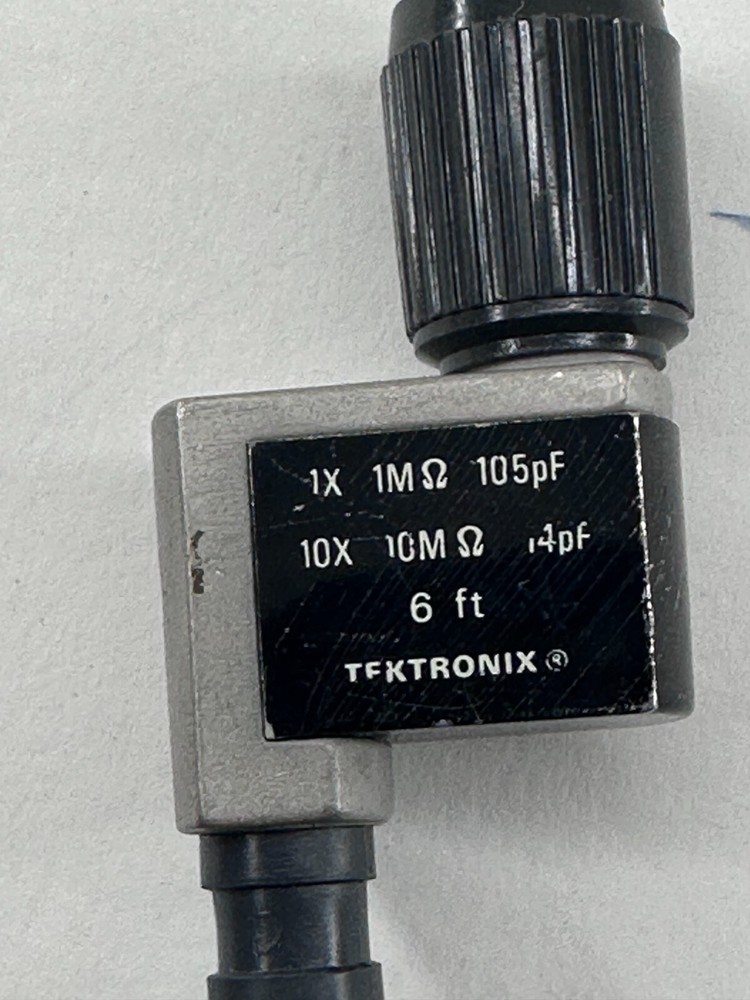 1X 1MΩ 105pF
10X 10MΩ 14pF
6 ft
TEKTRONIX®